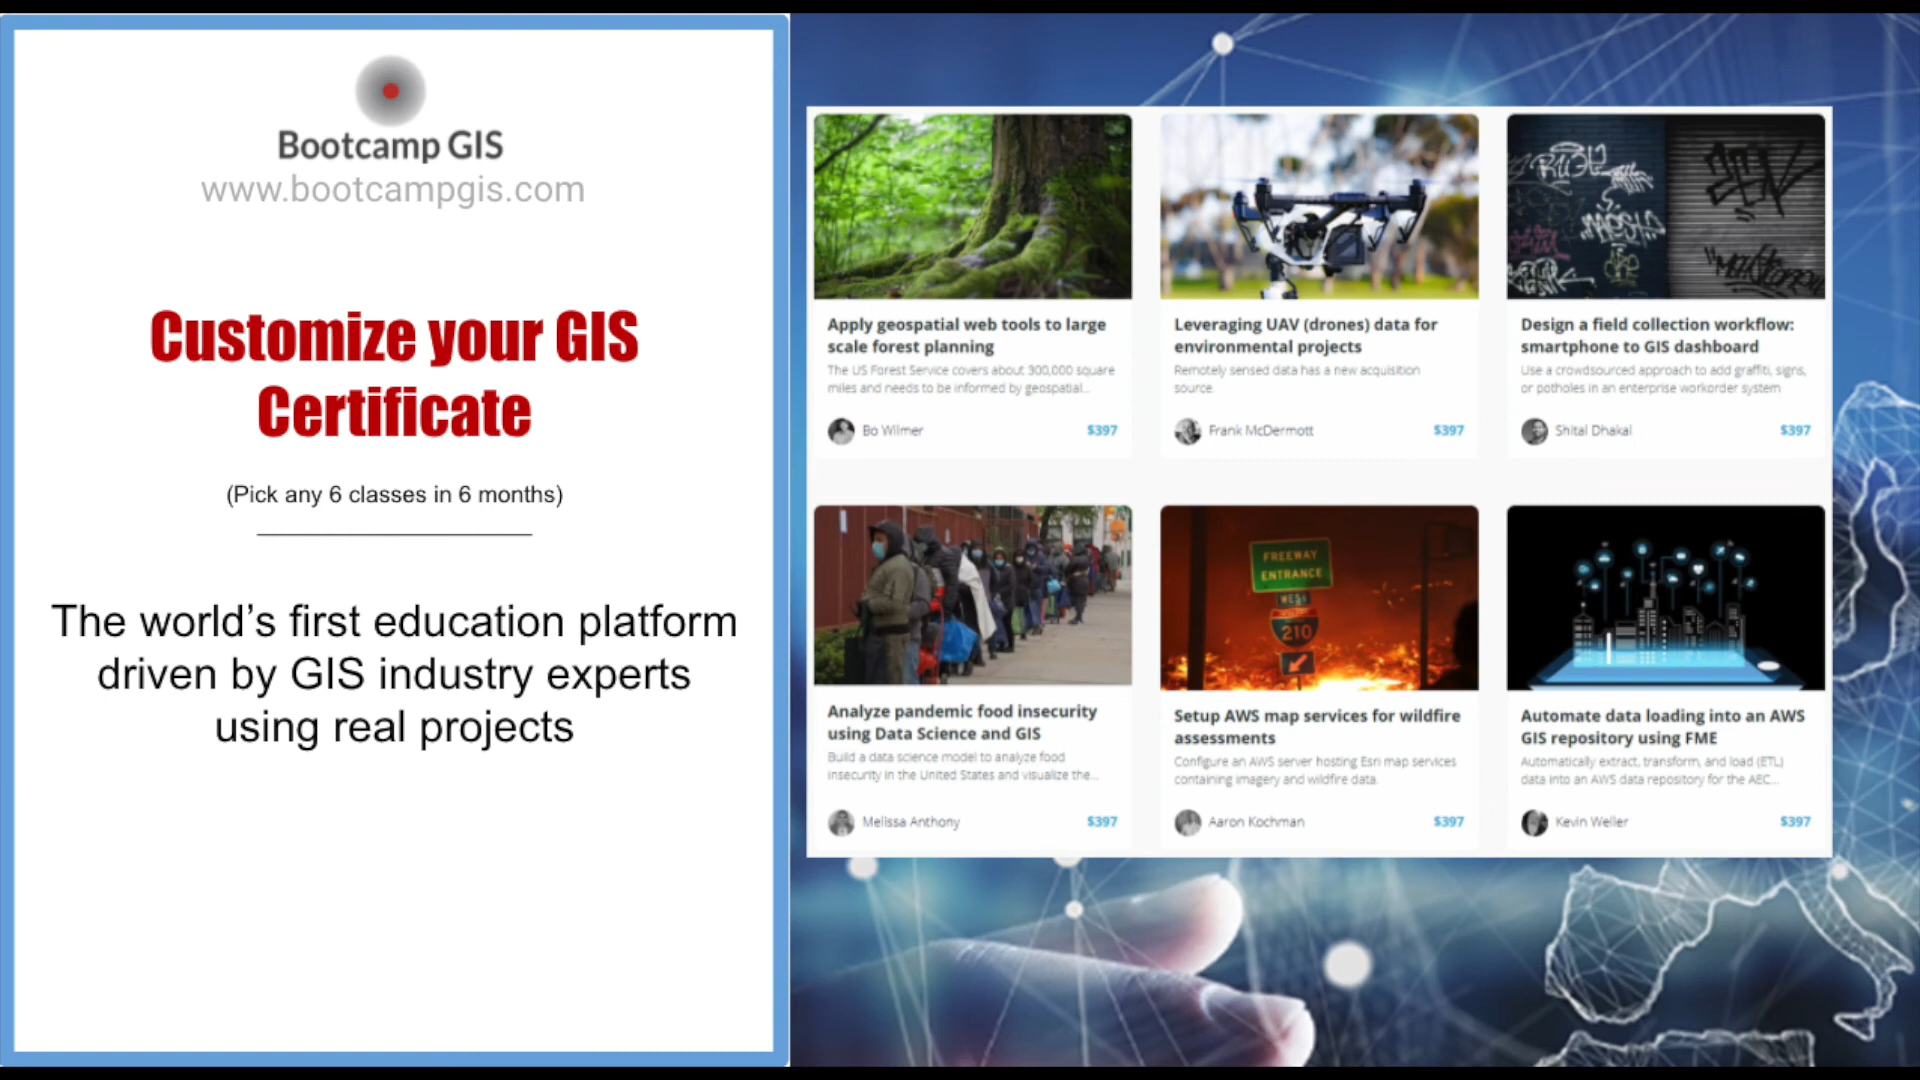 Bootcamp GIS
www.bootcampgis.com
Customize your GIS
Certificate
(Pick any 6 classes in 6 months)
The world's first education platform
driven by GIS industry experts
using real projects
Apply geospatial web tools to large
scale forest planning
The US Forest Service covers about 300,000 square
miles and needs to be informed by geospatial...
Bo Wilmer
$397
Leveraging UAV (drones) data for
environmental projects
Remotely sensed data has a new acquisition
source.
Frank McDermott
$397
Design a field collection workflow:
smartphone to GIS dashboard
Use a crowdsourced approach to add graffiti, signs,
or potholes in an enterprise workorder system
Shital Dhakal
$397
Analyze pandemic food insecurity
using Data Science and GIS
Build a data science model to analyze food
insecurity in the United States and visualize the...
Melissa Anthony
$397
FREEWAY
ENTRANCE
WEST
210
Setup AWS map services for wildfire
assessments
Configure an AWS server hosting Esri map services
containing imagery and wildfire data.
Aaron Kochman
$397
Automate data loading into an AWS
GIS repository using FME
Automatically extract, transform, and load (ETL)
data into an AWS data repository for the AEC...
Kevin Weller
$397